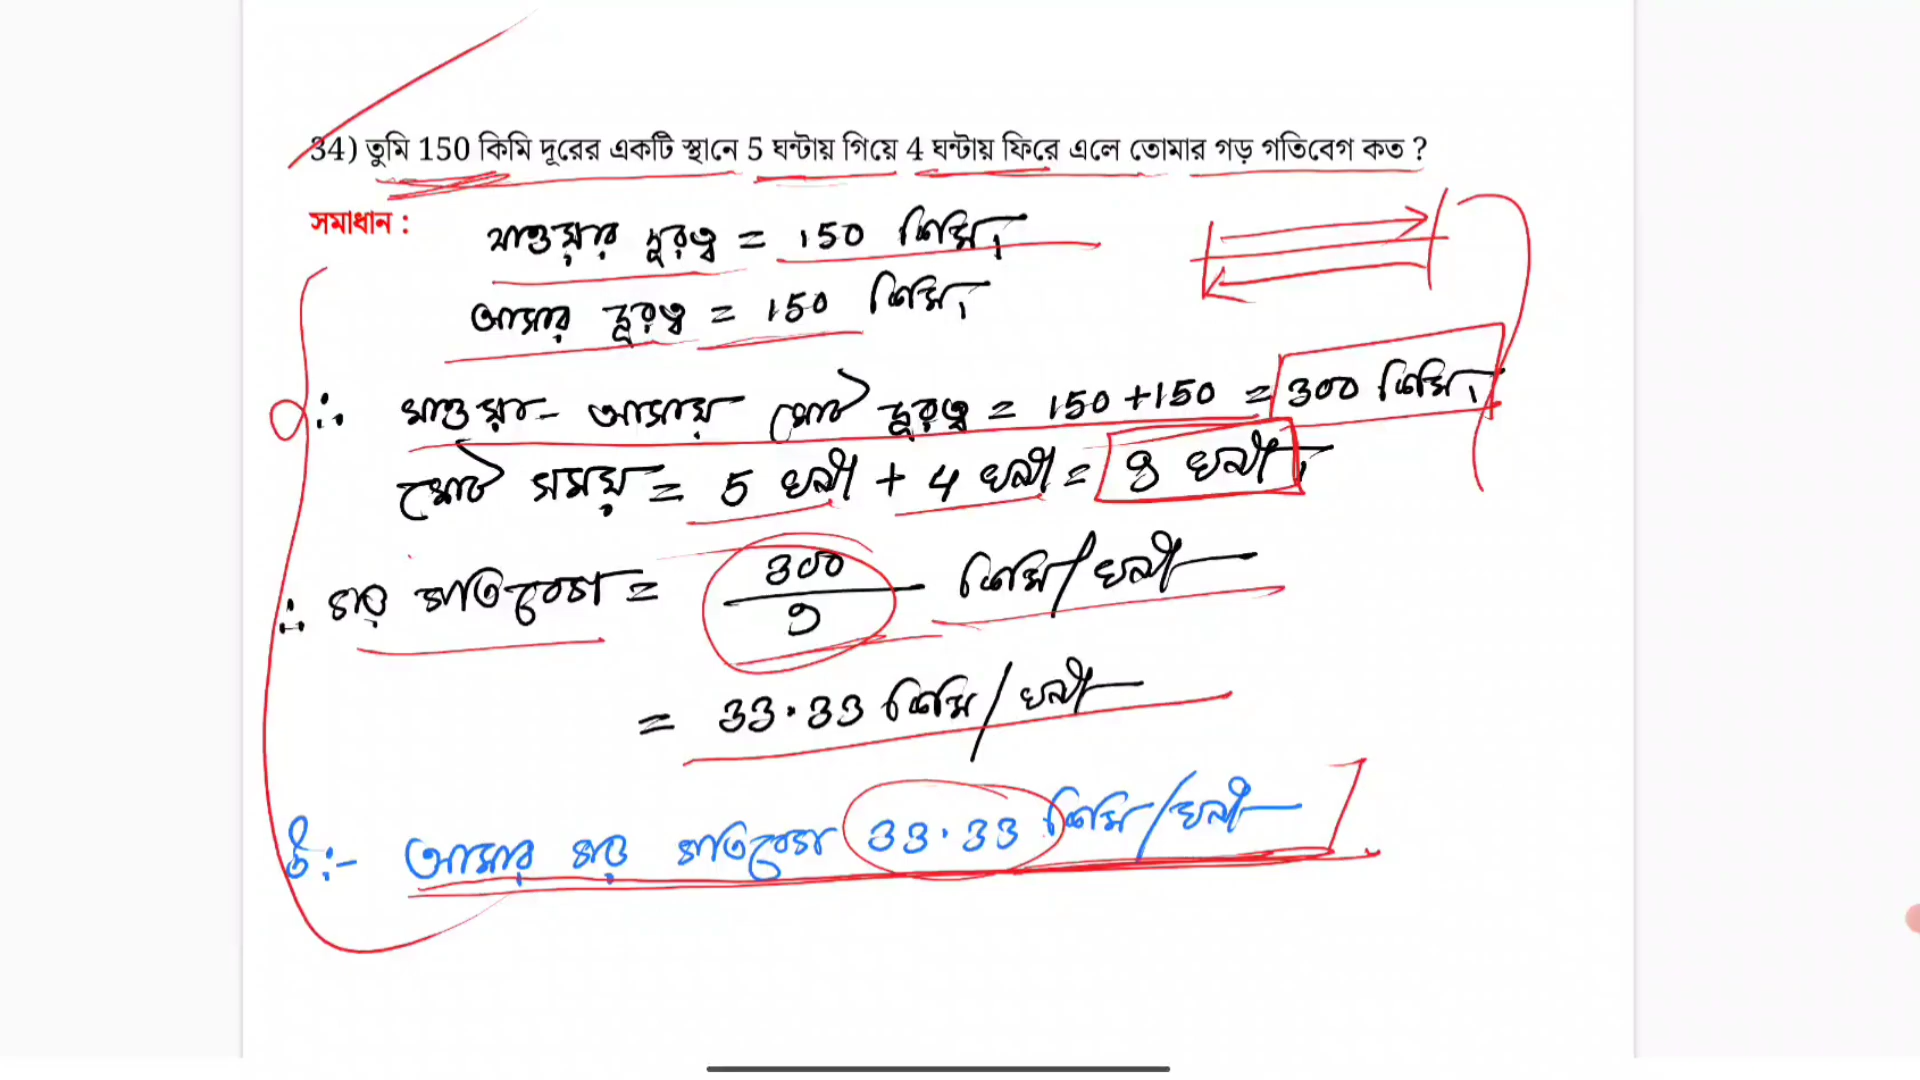 34) তুমি 150 কিমি দূরের একটি স্থানে 5 ঘন্টায় গিয়ে 4 ঘন্টায় ফিরে এলে তোমার গড় গতিবেগ কত ?
সমাধান :
যাওয়ার দূরত্ব = 150 কিমি।
আসার দূরত্ব = 150 কিমি।
∴ যাওয়া - আসায় মোট দূরত্ব = 150 + 150 = 300 কিমি।
মোট সময় = 5 ঘন্টা + 4 ঘন্টা = 9 ঘন্টা।
∴ গড় গতিবেগ = 300/9 কিমি/ঘন্টা
= 33.33 কিমি/ঘন্টা
উ:- আমার গড় গতিবেগ 33.33 কিমি/ঘন্টা